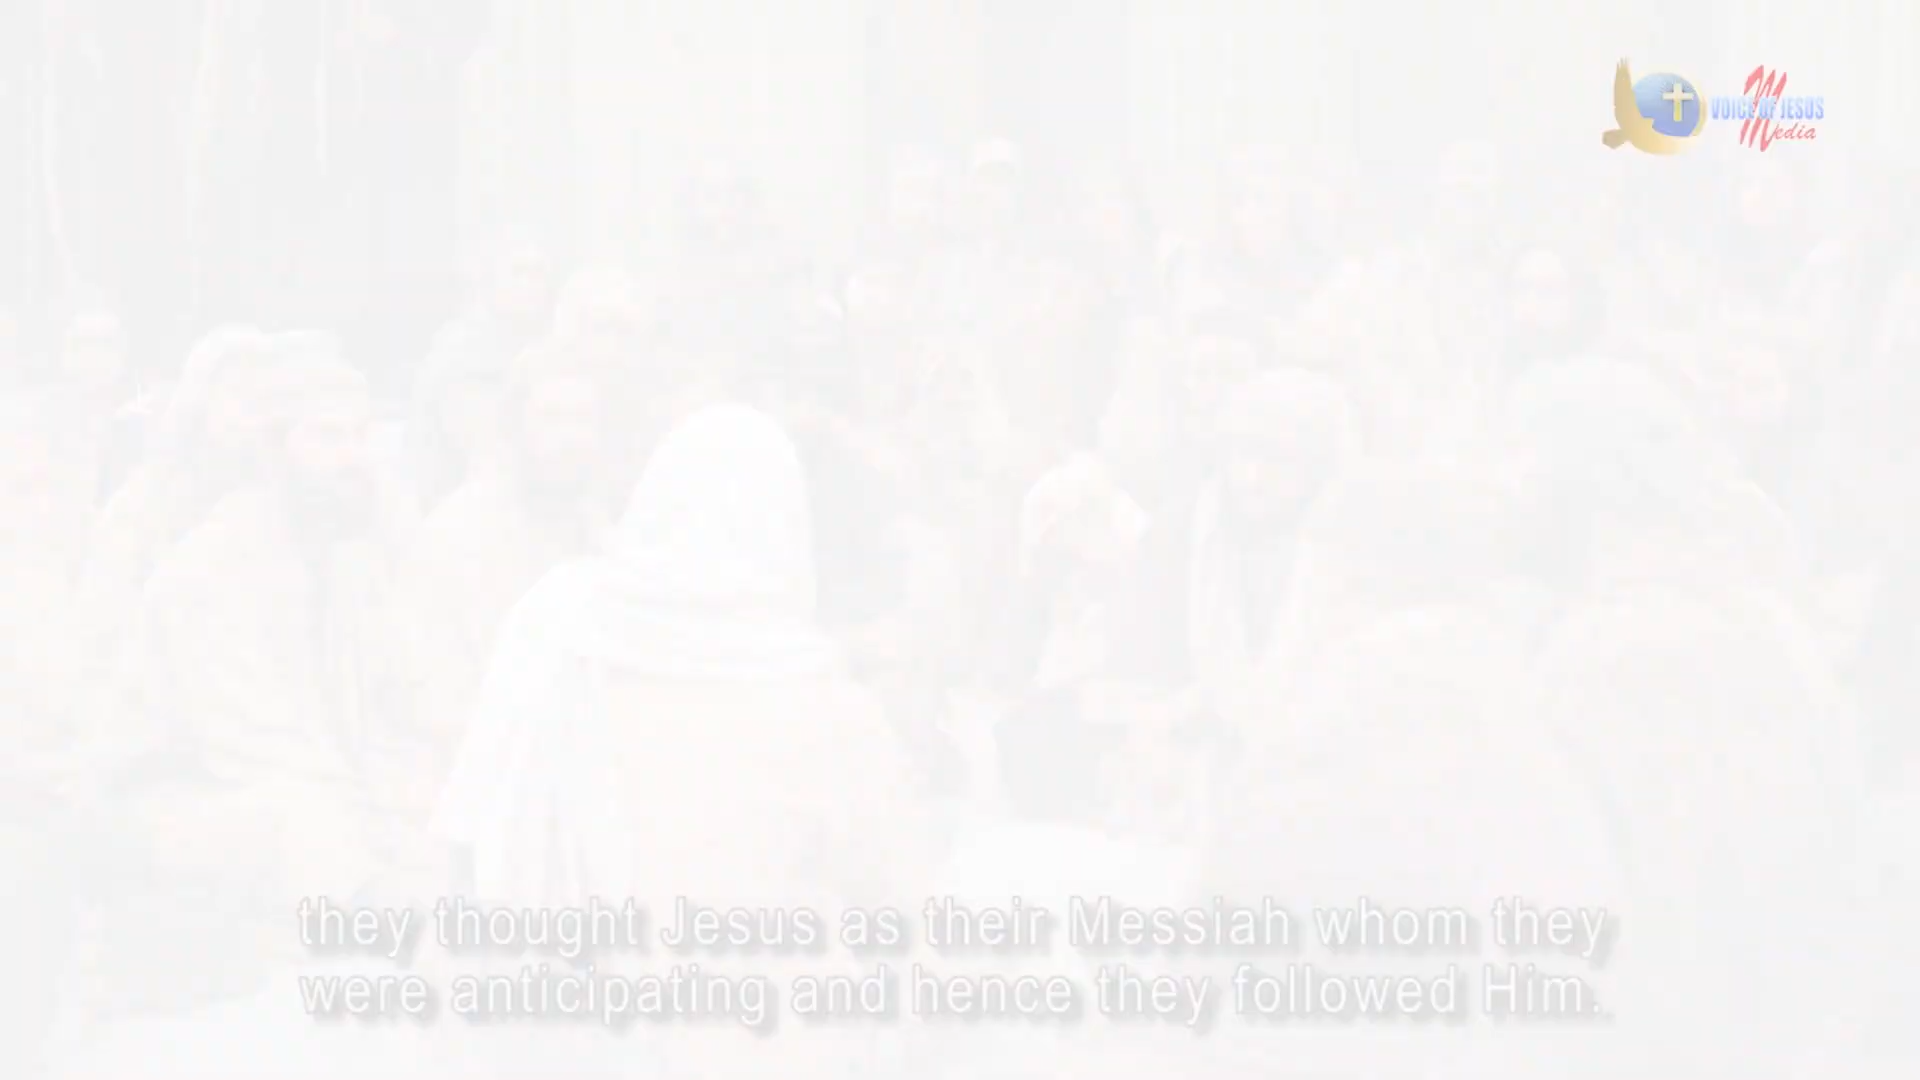 VOICE OF JESUS
Media
they thought Jesus as their Messiah whom they
were anticipating and hence they followed Him.